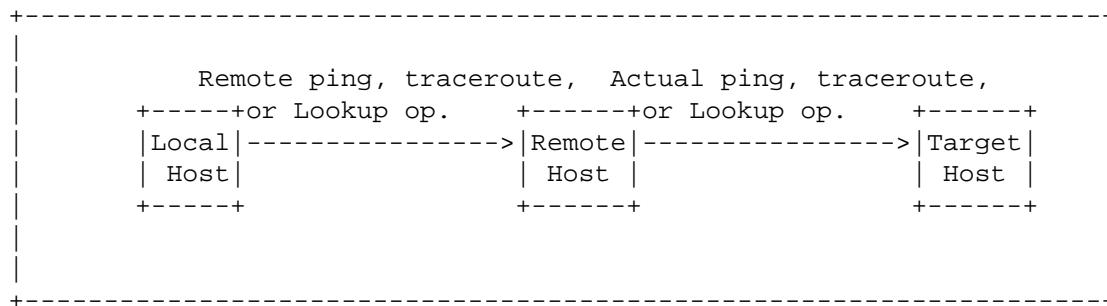 Remote ping, traceroute, Actual ping, traceroute,
or Lookup op. or Lookup op.
Local Remote Target
Host Host Host